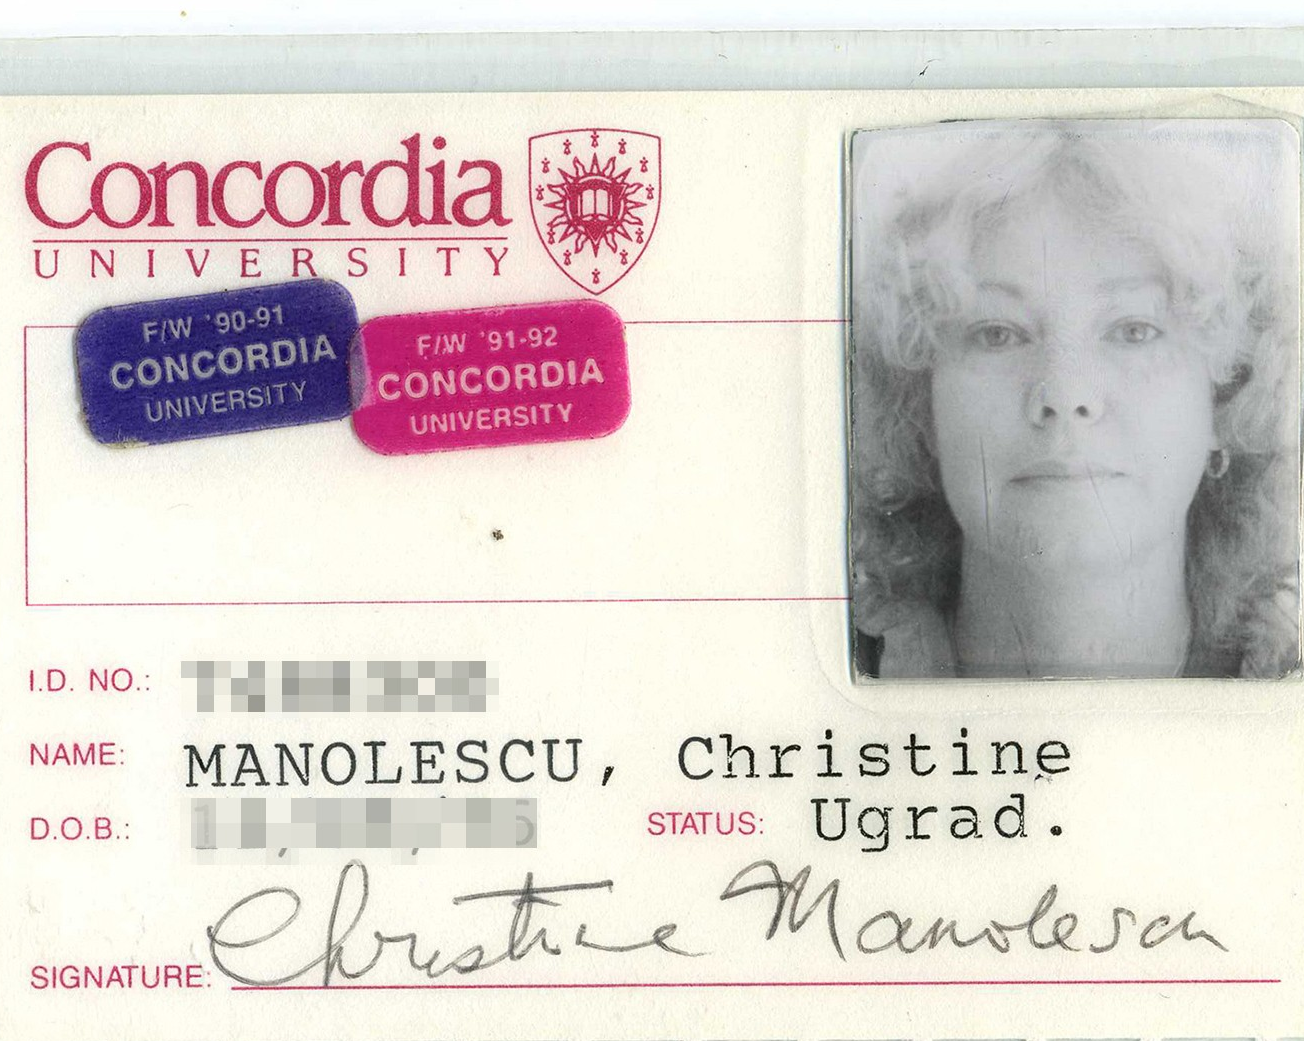 Concordia
UNIVERSITY
F/W '90-91
CONCORDIA
UNIVERSITY
F/W '91-92
CONCORDIA
UNIVERSITY
I.D. NO.:
NAME: MANOLESCU, Christine
D.O.B.: STATUS: Ugrad.
SIGNATURE: Christine Manolescu